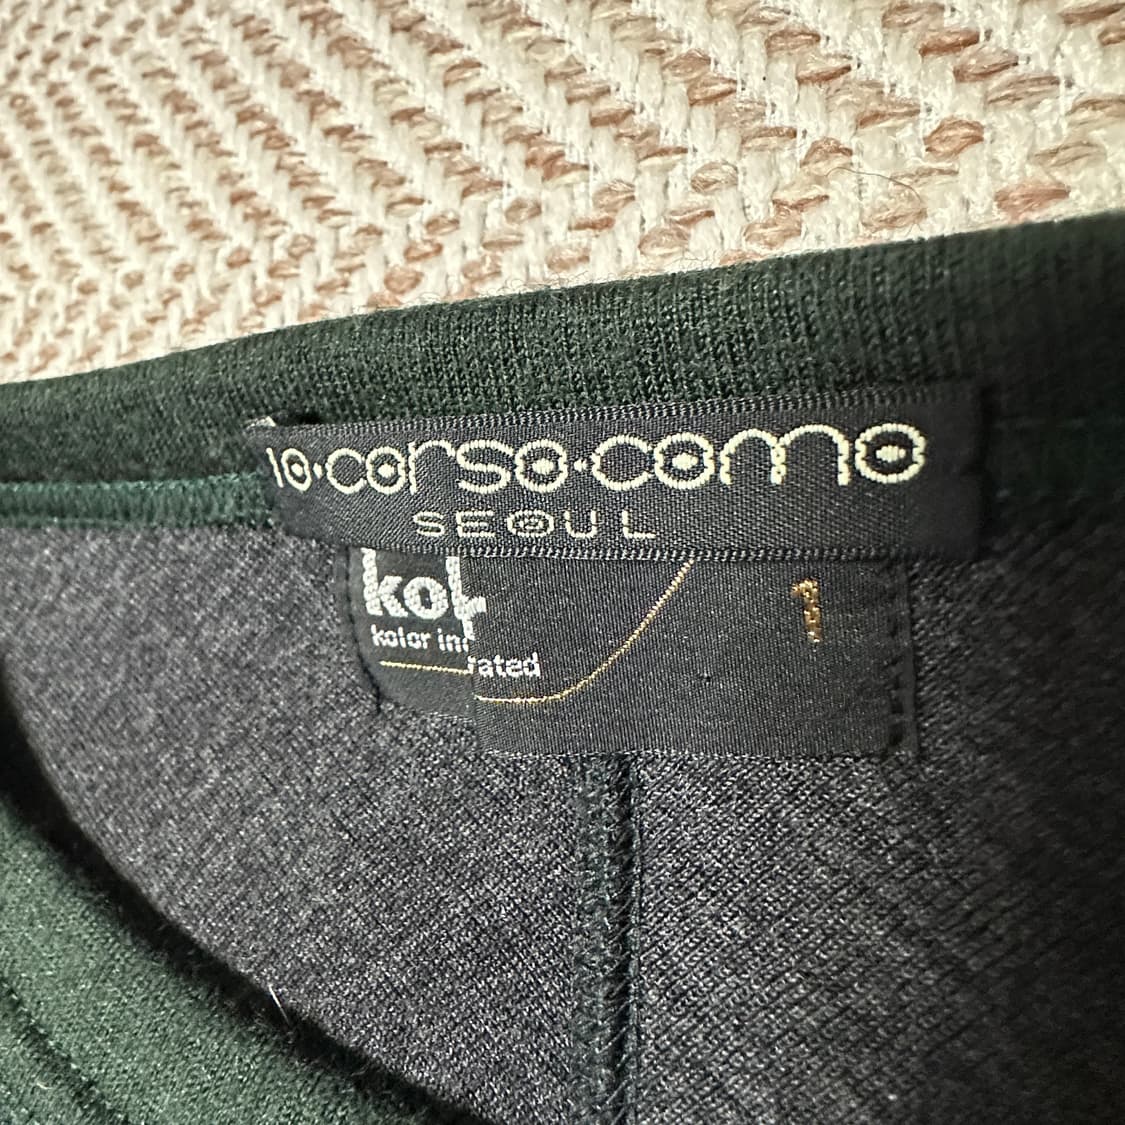 10·corso·como
SEOUL
kol
1
kolor in
rated